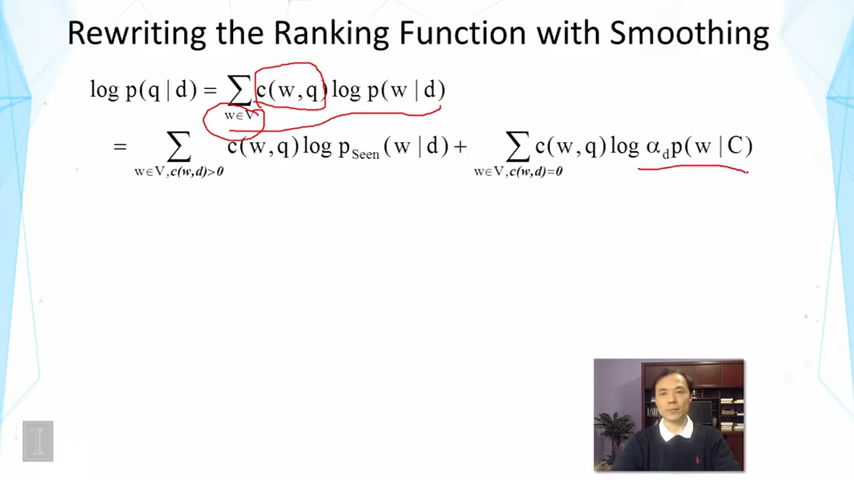 Rewriting the Ranking Function with Smoothing
log p(q | d) = ∑ c(w,q) log p(w | d)
w∈V
= ∑ c(w,q) log p_Seen (w | d) + ∑ c(w,q) log α_d p(w | C)
w∈V, c(w,d)>0 w∈V, c(w,d)=0
I